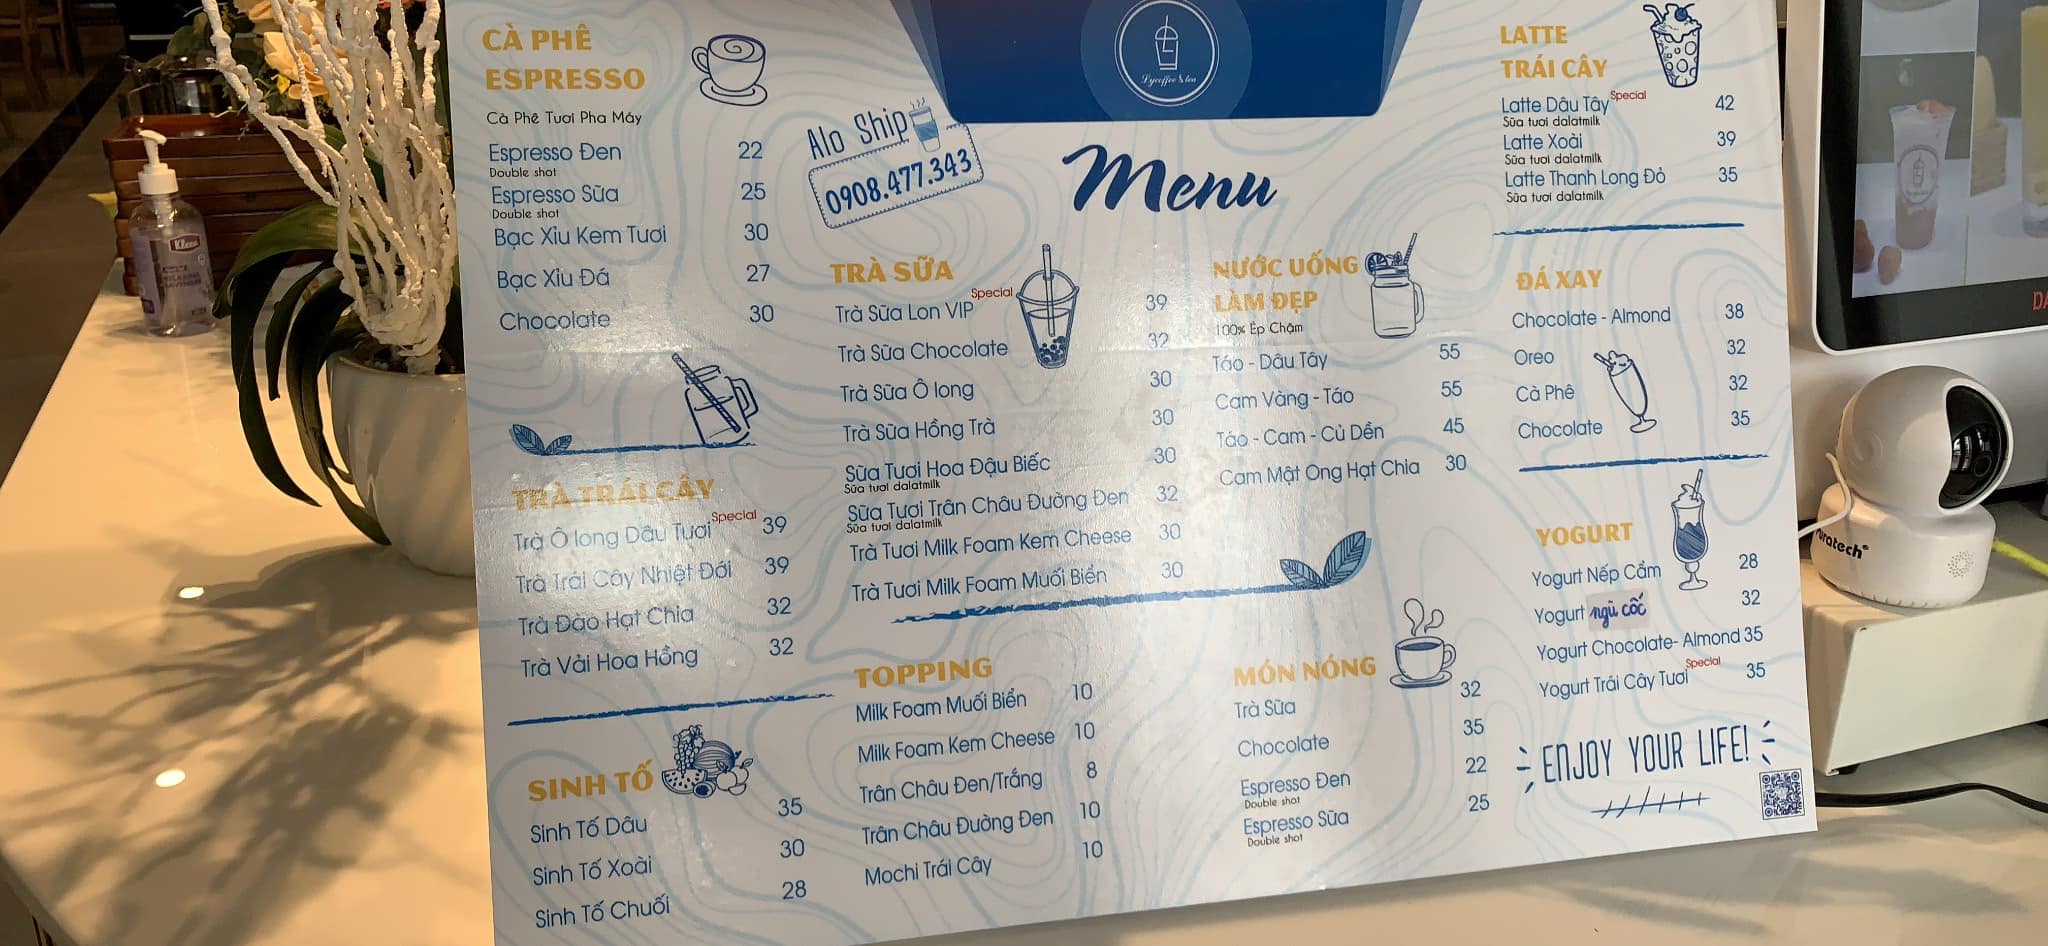 CÀ PHÊ
ESPRESSO
Cà Phê Tươi Pha Máy
Espresso Đen 22
Double shot
Espresso Sữa 25
Double shot
Bạc Xỉu Kem Tươi 30
Bạc Xỉu Đá 27
Chocolate 30
TRÀ TRÁI CÂY
Trà Ô long Dâu Tươi Special 39
Trà Trái Cây Nhiệt Đới 39
Trà Đào Hạt Chia 32
Trà Vải Hoa Hồng 32
SINH TỐ
Sinh Tố Dâu 35
Sinh Tố Xoài 30
Sinh Tố Chuối 28
Lycoffee & tea
Alo Ship
0908.477.343
Menu
TRÀ SỮA
Trà Sữa Lon VIP Special 39
Trà Sữa Chocolate 32
Trà Sữa Ô long 30
Trà Sữa Hồng Trà 30
Sữa Tươi Hoa Đậu Biếc 30
Sữa tươi dalatmilk
Sữa Tươi Trân Châu Đường Đen 32
Sữa tươi dalatmilk
Trà Tươi Milk Foam Kem Cheese 30
Trà Tươi Milk Foam Muối Biển 30
TOPPING
Milk Foam Muối Biển 10
Milk Foam Kem Cheese 10
Trân Châu Đen/Trắng 8
Trân Châu Đường Đen 10
Mochi Trái Cây 10
NƯỚC UỐNG
LÀM ĐẸP
100% Ép Chậm
Táo - Dâu Tây 55
Cam Vàng - Táo 55
Táo - Cam - Củ Dền 45
Cam Mật Ong Hạt Chia 30
MÓN NÓNG
Trà Sữa 32
Chocolate 35
Espresso Đen 22
Double shot
Espresso Sữa 25
Double shot
LATTE
TRÁI CÂY
Latte Dâu Tây Special 42
Sữa tươi dalatmilk
Latte Xoài 39
Sữa tươi dalatmilk
Latte Thanh Long Đỏ 35
Sữa tươi dalatmilk
ĐÁ XAY
Chocolate - Almond 38
Oreo 32
Cà Phê 32
Chocolate 35
YOGURT
Yogurt Nếp Cẩm 28
Yogurt ngũ cốc 32
Yogurt Chocolate- Almond 35
Yogurt Trái Cây Tươi Special 35
ENJOY YOUR LIFE!